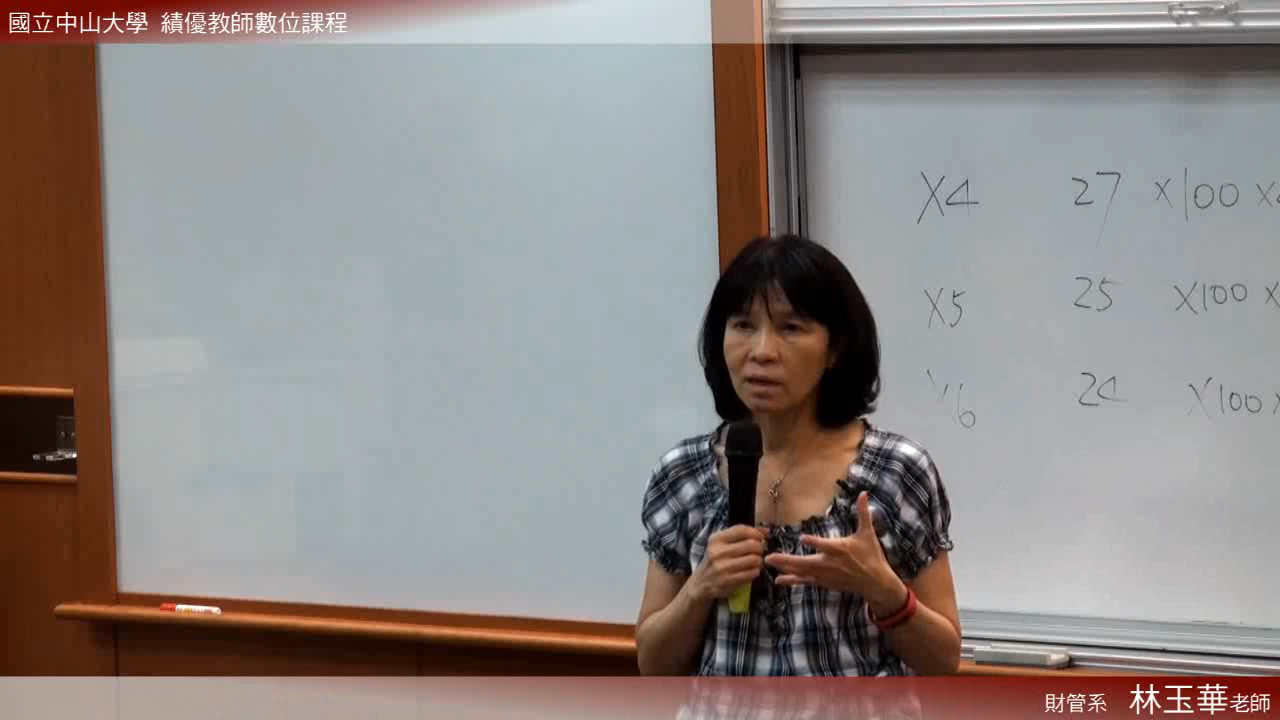 國立中山大學 績優教師數位課程
X4 27 x100 x
X5 25 x100 x
X6 24 x100 x
財管系 林玉華老師